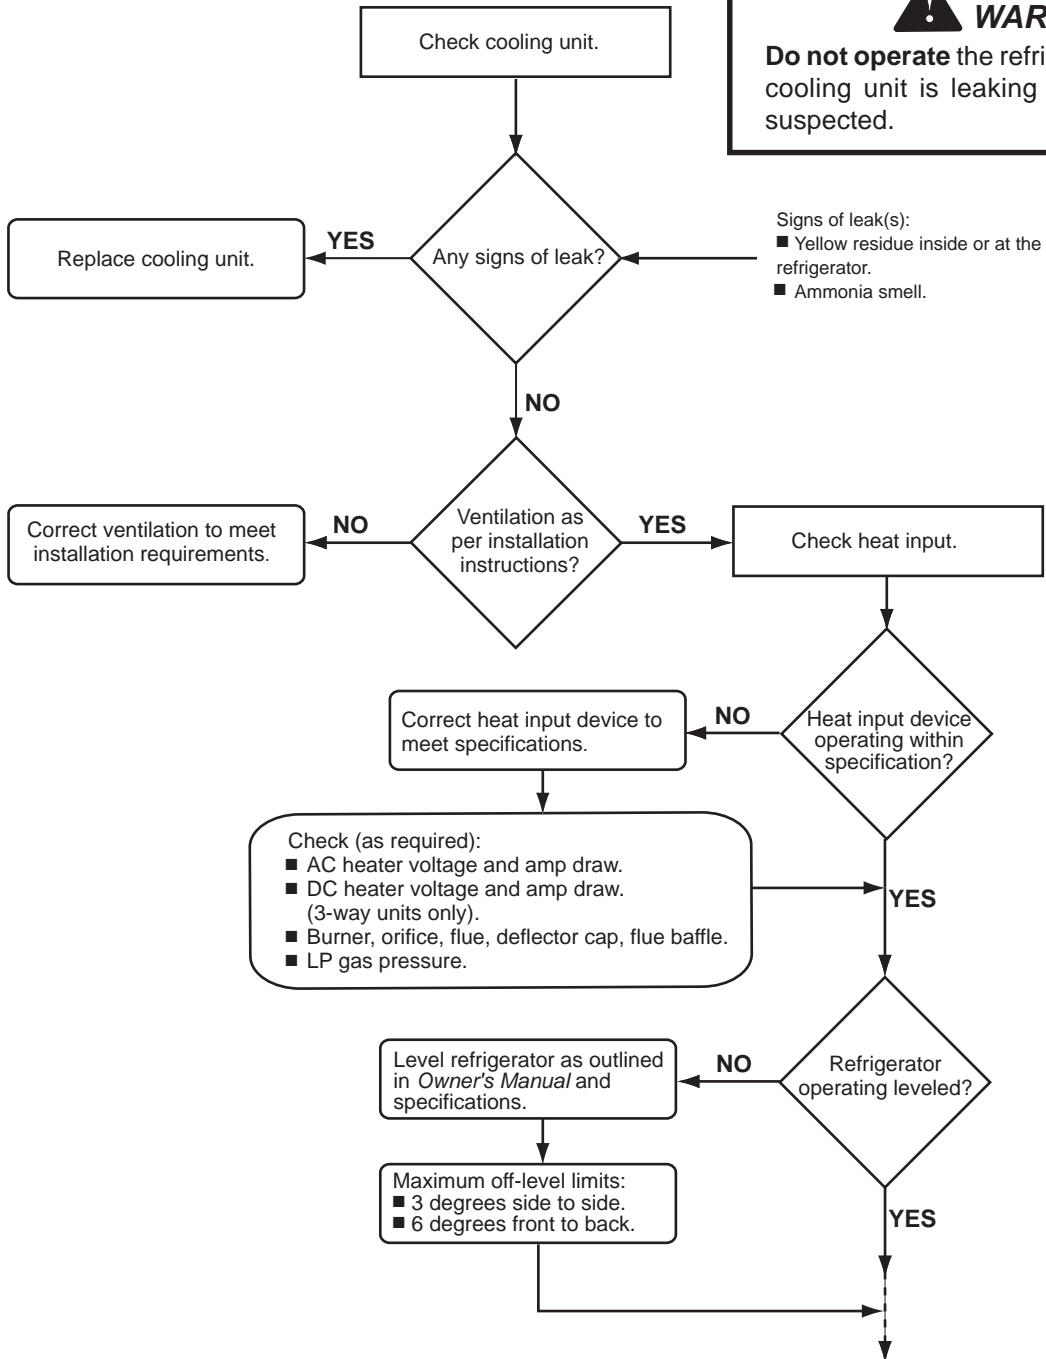 Check cooling unit.
WAR
Do not operate the refri
cooling unit is leaking
suspected.
Signs of leak(s):
■ Yellow residue inside or at the
refrigerator.
■ Ammonia smell.
Any signs of leak?
YES
Replace cooling unit.
NO
Ventilation as
per installation
instructions?
NO
Correct ventilation to meet
installation requirements.
YES
Check heat input.
Heat input device
operating within
specification?
NO
Correct heat input device to
meet specifications.
Check (as required):
■ AC heater voltage and amp draw.
■ DC heater voltage and amp draw.
(3-way units only).
■ Burner, orifice, flue, deflector cap, flue baffle.
■ LP gas pressure.
YES
Refrigerator
operating leveled?
NO
Level refrigerator as outlined
in Owner's Manual and
specifications.
Maximum off-level limits:
■ 3 degrees side to side.
■ 6 degrees front to back.
YES